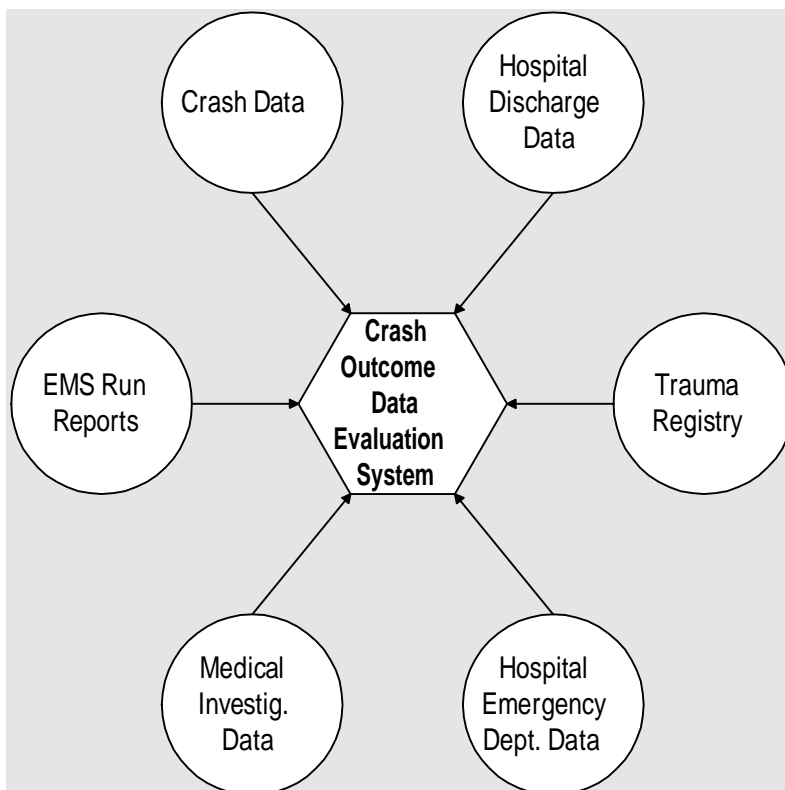 Crash Data
Hospital
Discharge
Data
EMS Run
Reports
Crash
Outcome
Data
Evaluation
System
Trauma
Registry
Medical
Investig.
Data
Hospital
Emergency
Dept. Data